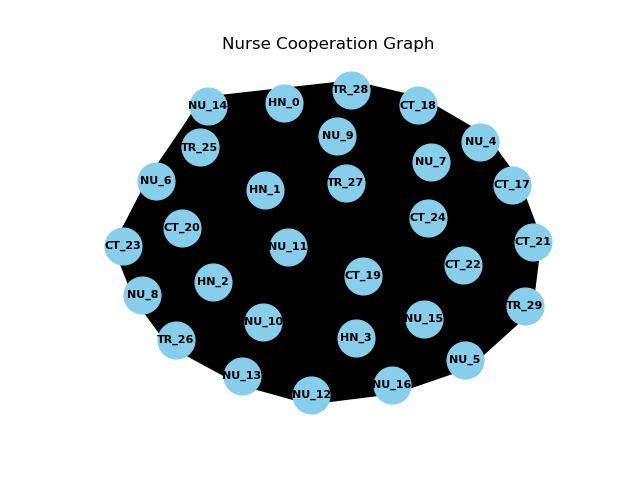 Nurse Cooperation Graph
TR_28
HN_0
CT_18
NU_14
NU_9
NU_4
TR_25
NU_7
NU_6
TR_27
CT_17
HN_1
CT_24
CT_20
CT_21
CT_23
NU_11
CT_22
CT_19
HN_2
NU_8
TR_29
NU_15
NU_10
HN_3
TR_26
NU_5
NU_13
NU_16
NU_12